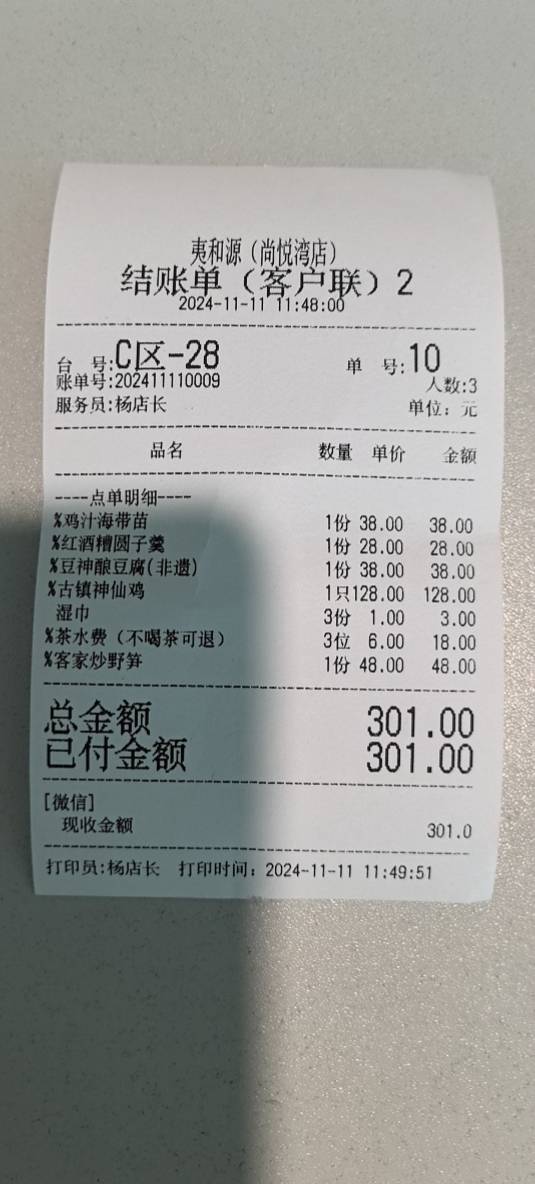 夷和源（尚悦湾店）
结账单（客户联）2
2024-11-11 11:48:00
台 号:C区-28 单 号:10
账单号:202411110009 人数:3
服务员:杨店长 单位：元
品名 数量 单价 金额
----点单明细----
%鸡汁海带苗 1份 38.00 38.00
%红酒糟圆子羹 1份 28.00 28.00
%豆神酿豆腐(非遗) 1份 38.00 38.00
%古镇神仙鸡 1只128.00 128.00
湿巾 3份 1.00 3.00
%茶水费（不喝茶可退） 3位 6.00 18.00
%客家炒野笋 1份 48.00 48.00
总金额 301.00
已付金额 301.00
[微信]
现收金额 301.0
打印员:杨店长 打印时间：2024-11-11 11:49:51